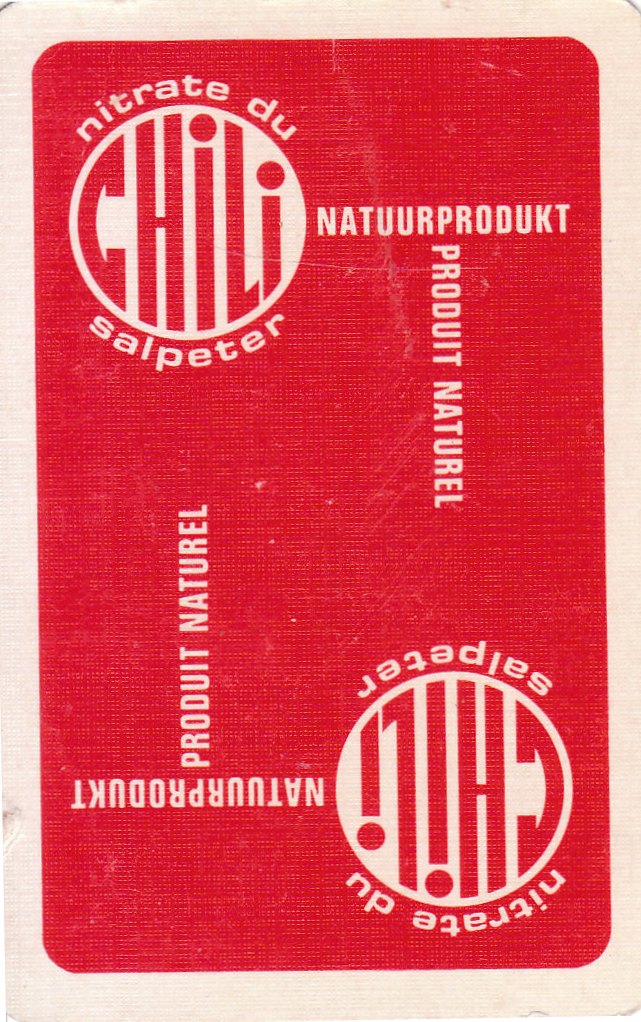 nitrate du
CHiLi
salpeter
NATUURPRODUKT
PRODUIT NATUREL
PRODUIT NATUREL
NATUURPRODUKT
nitrate du
CHiLi
salpeter